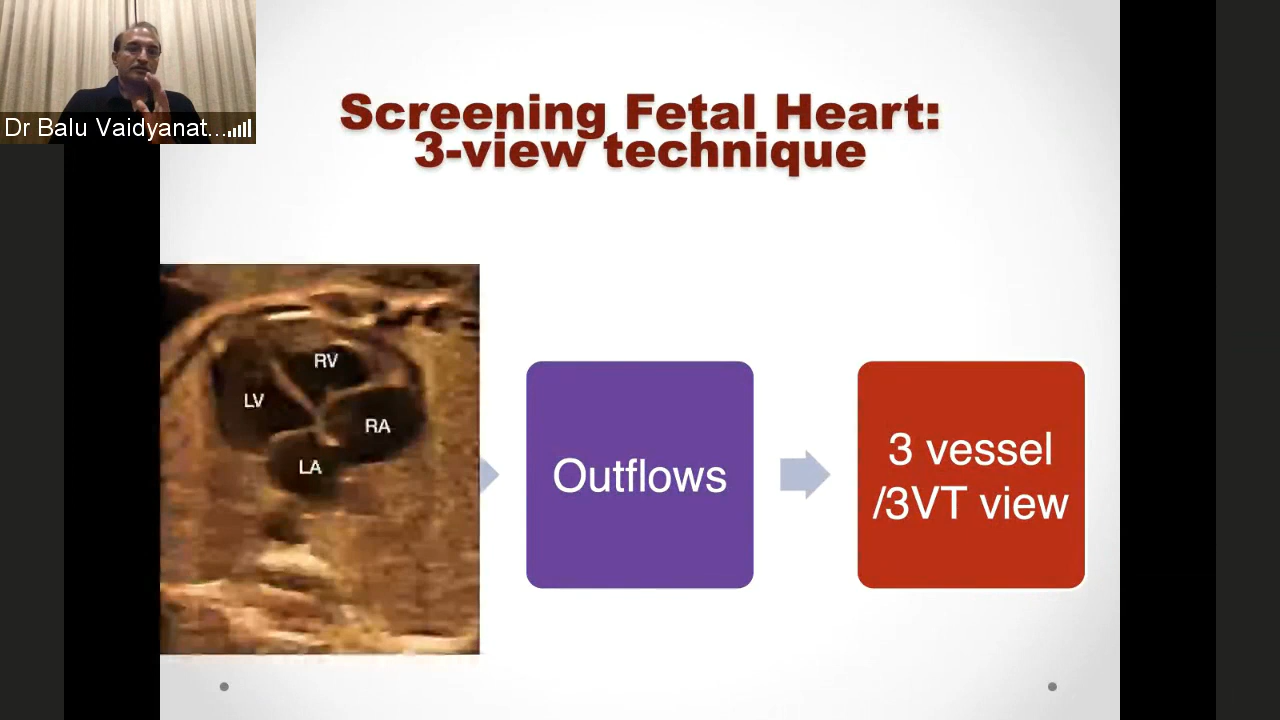 Dr Balu Vaidyanat...
Screening Fetal Heart:
3-view technique
RV
LV
RA
LA
Outflows
3 vessel
/3VT view